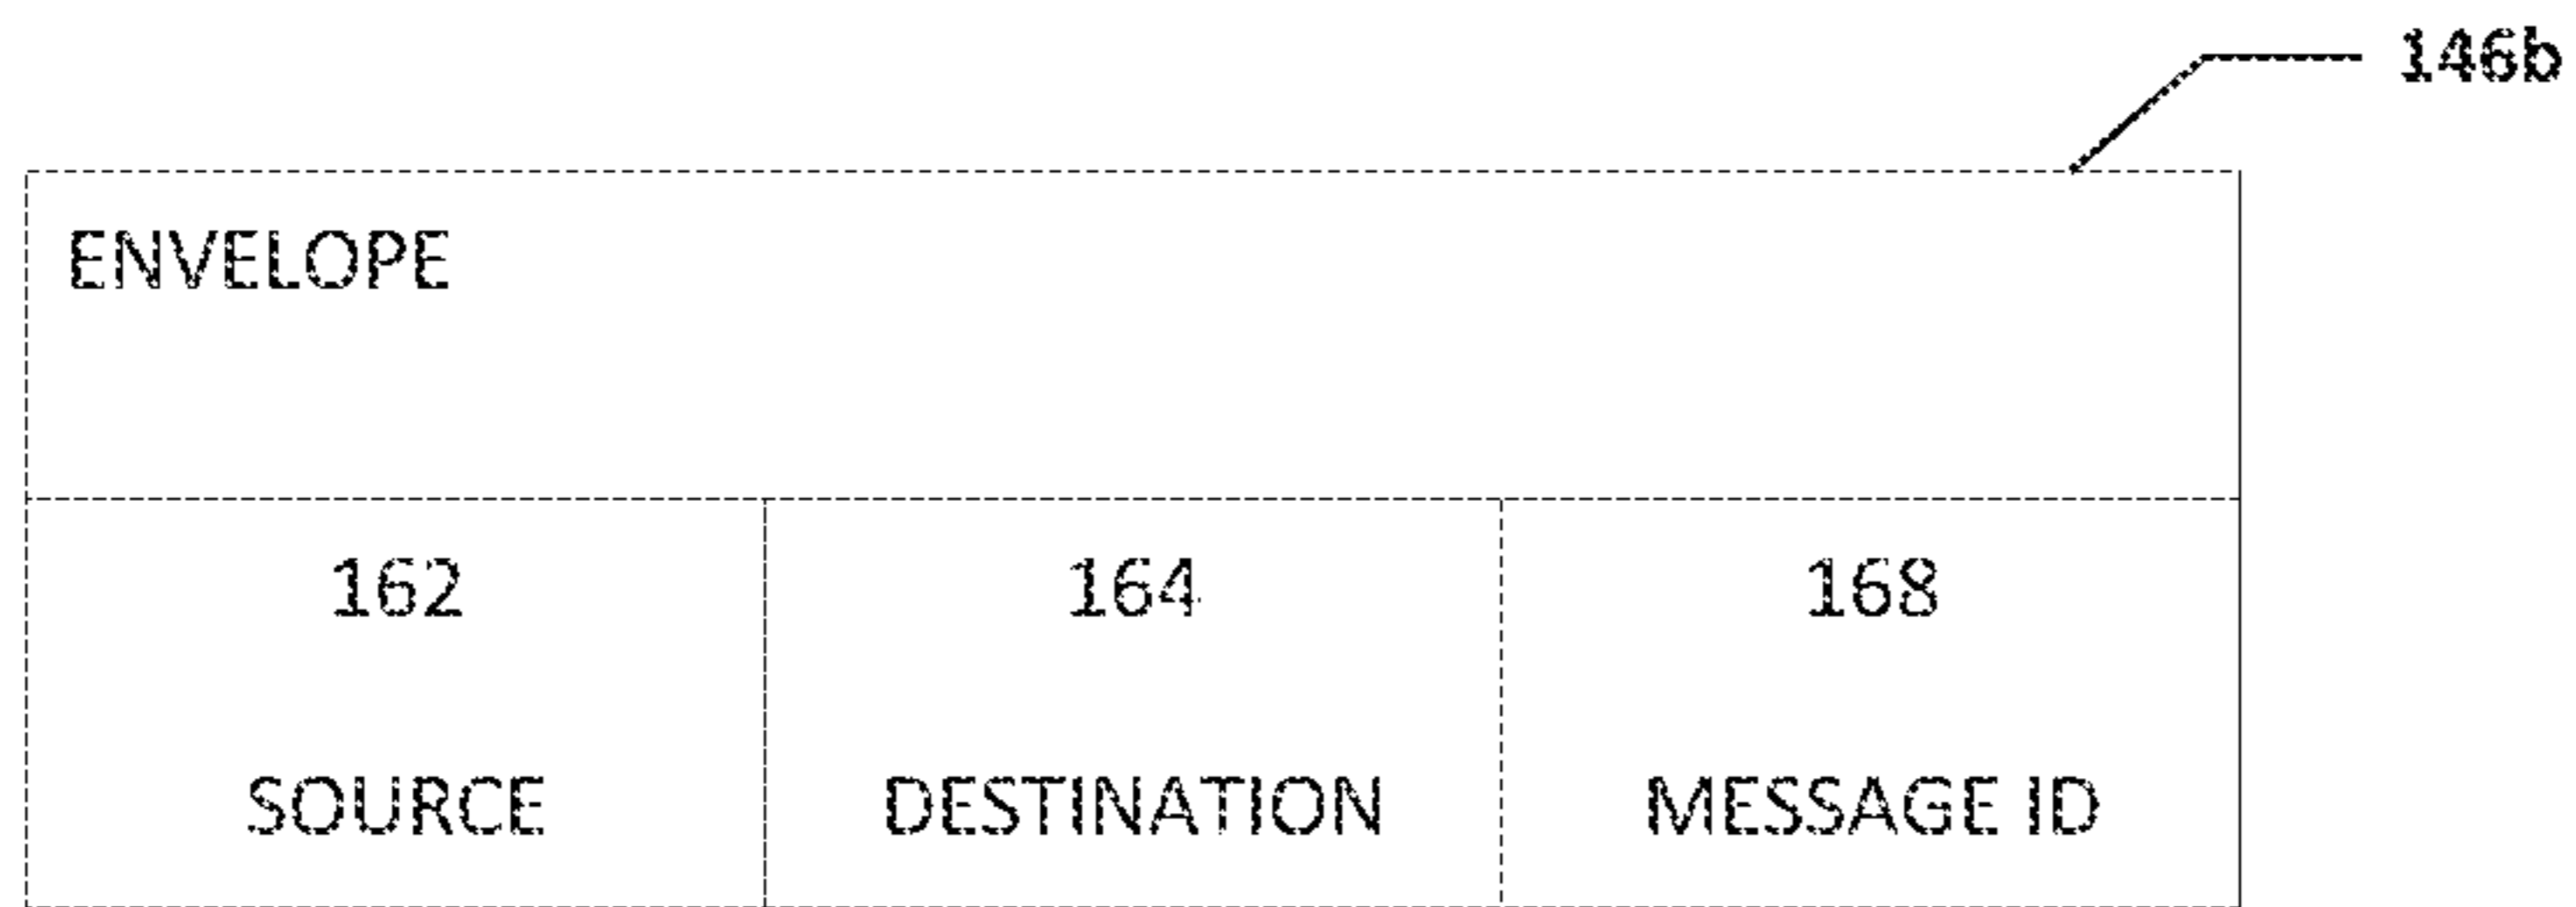 146b
ENVELOPE
162 164 168
SOURCE DESTINATION MESSAGE ID